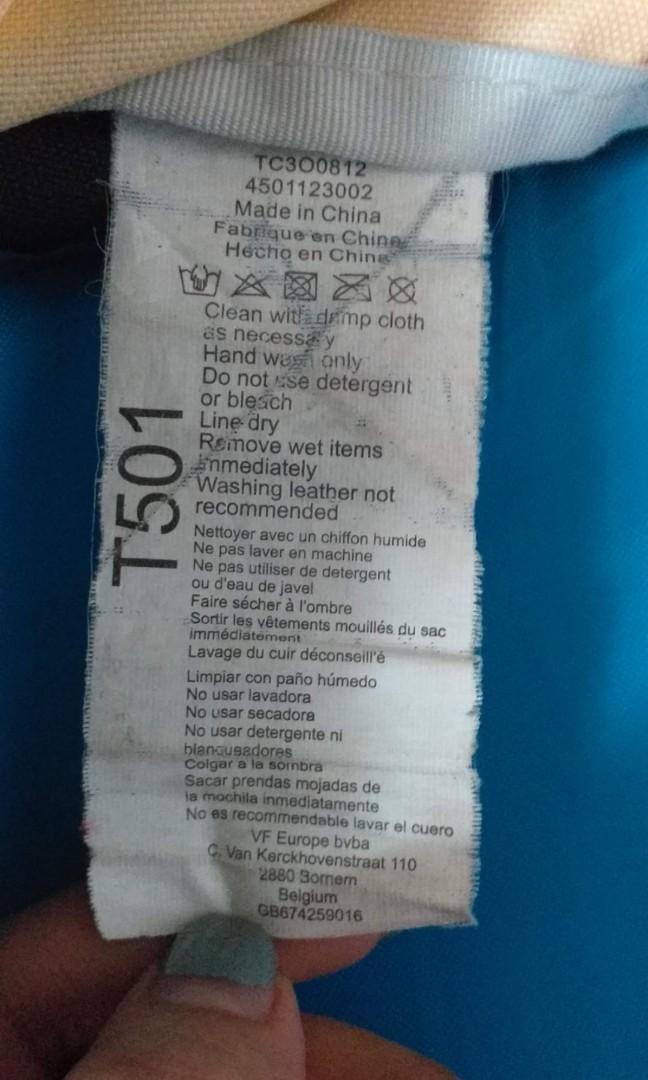 TC3O0812
4501123002
Made in China
Fabrique en China
Hecho en China
Clean with damp cloth
as necessary
Hand wash only
Do not use detergent
or bleach
Line dry
Remove wet items
immediately
Washing leather not
recommended
T501
Nettoyer avec un chiffon humide
Ne pas laver en machine
Ne pas utiliser de detergent
ou d'eau de javel
Faire sécher à l'ombre
Sortir les vêtements mouillés du sac
immédiatement
Lavage du cuir déconseill'é
Limpiar con paño húmedo
No usar lavadora
No usar secadora
No usar detergente ni
blanqueadores
Colgar a la sombra
Sacar prendas mojadas de
la mochila inmediatamente
No es recommendable lavar el cuero
VF Europe bvba
C. Van Kerckhovenstraat 110
2880 Bornem
Belgium
GB674259016